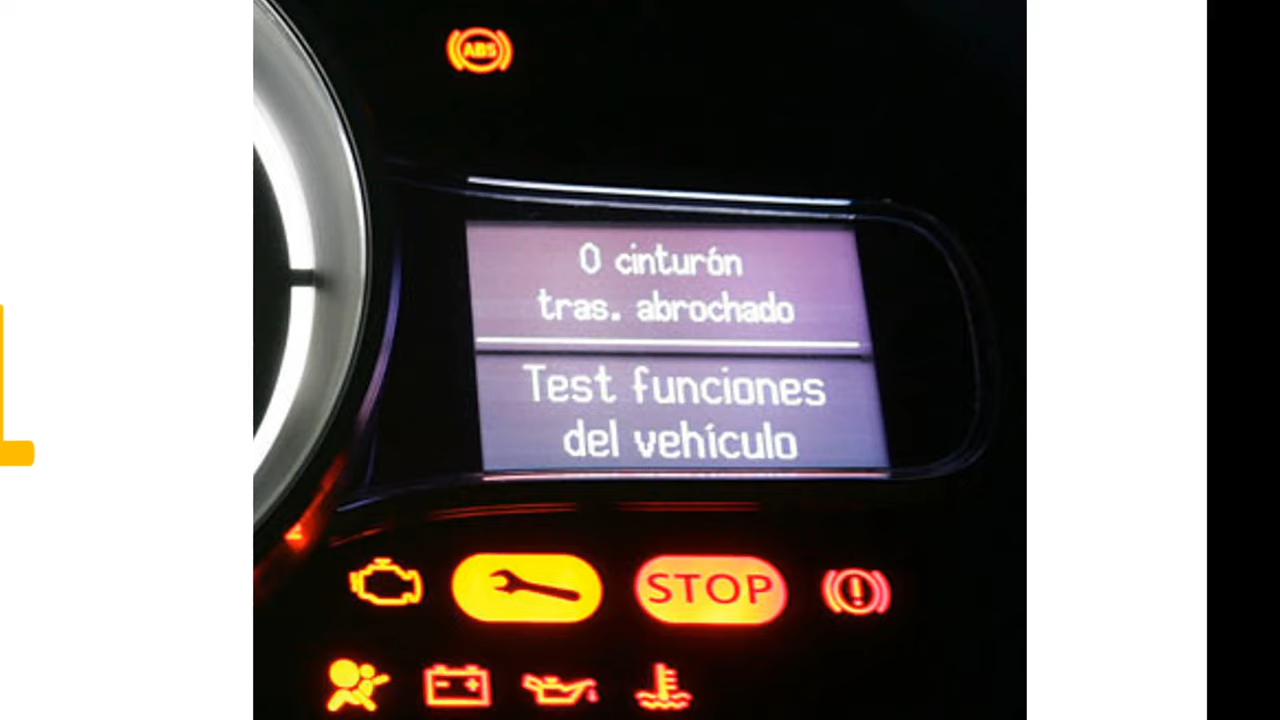 ABS
0 cinturón
tras. abrochado
Test funciones
del vehículo
STOP